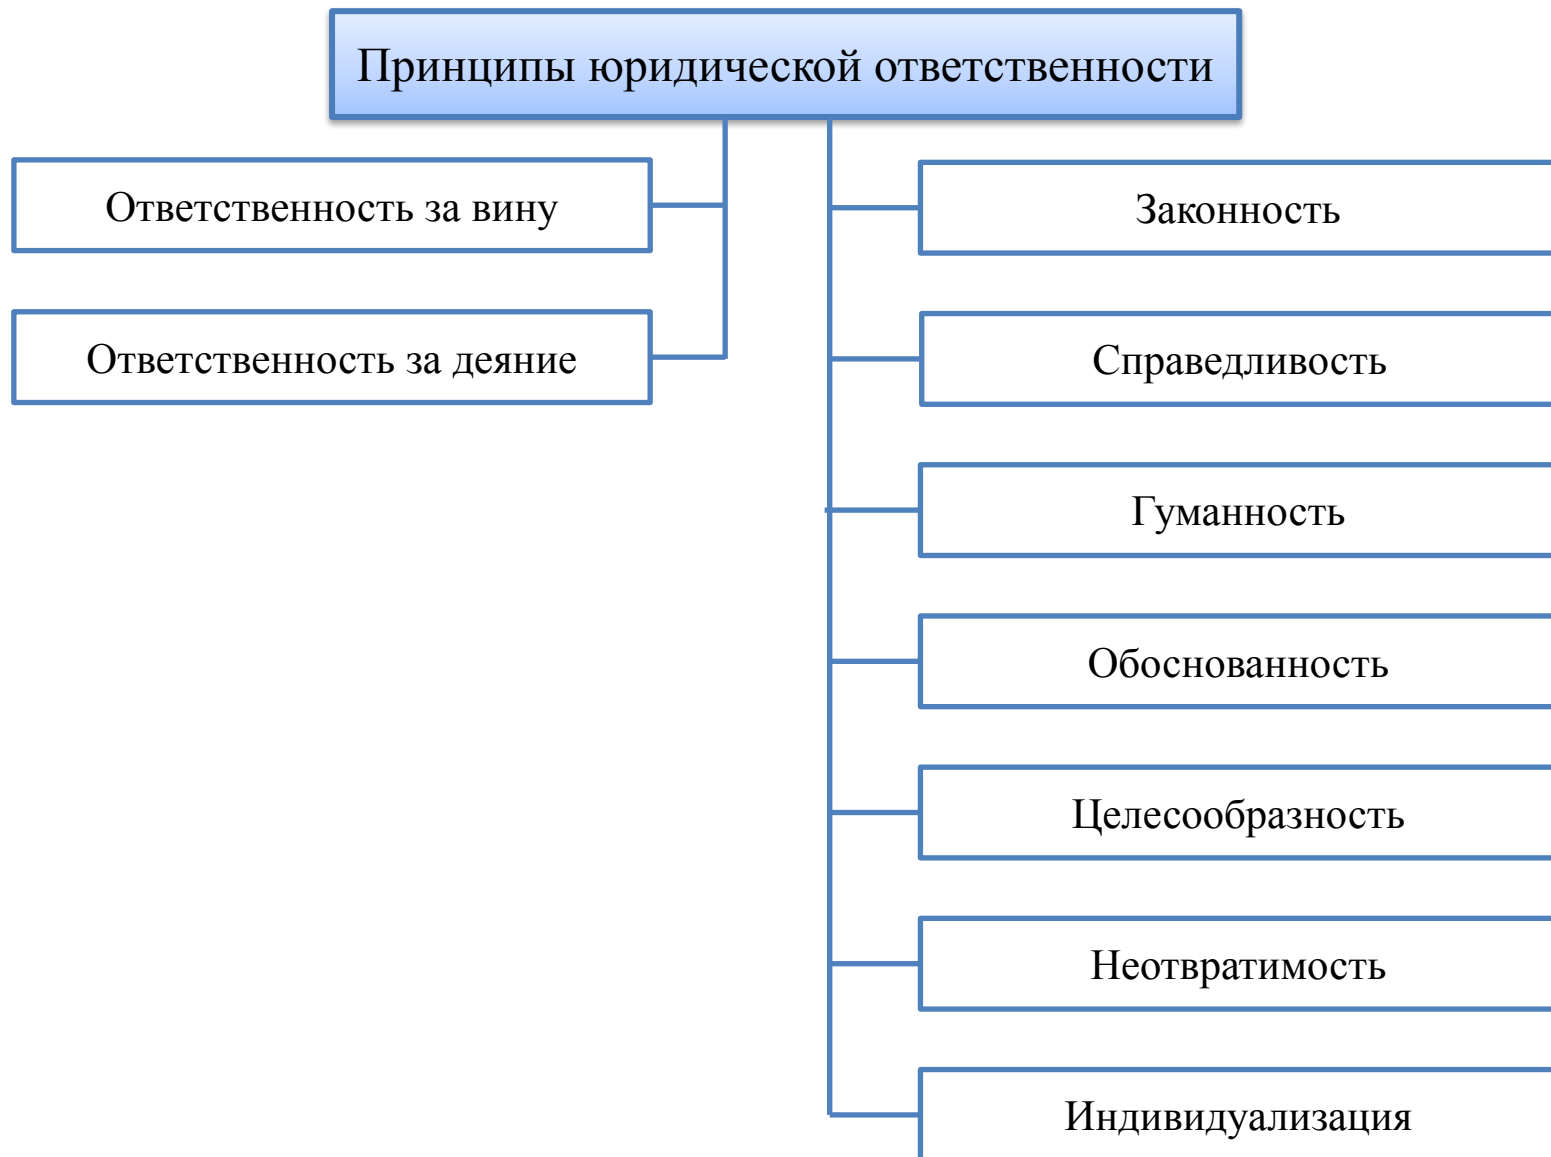 Принципы юридической ответственности
Ответственность за вину
Ответственность за деяние
Законность
Справедливость
Гуманность
Обоснованность
Целесообразность
Неотвратимость
Индивидуализация